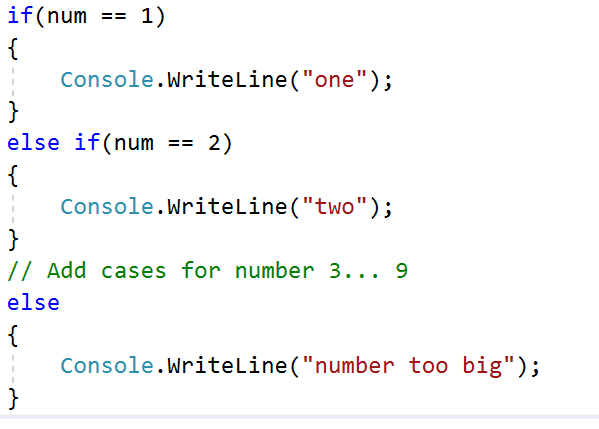 if(num == 1)
{
    Console.WriteLine("one");
}
else if(num == 2)
{
    Console.WriteLine("two");
}
// Add cases for number 3... 9
else
{
    Console.WriteLine("number too big");
}